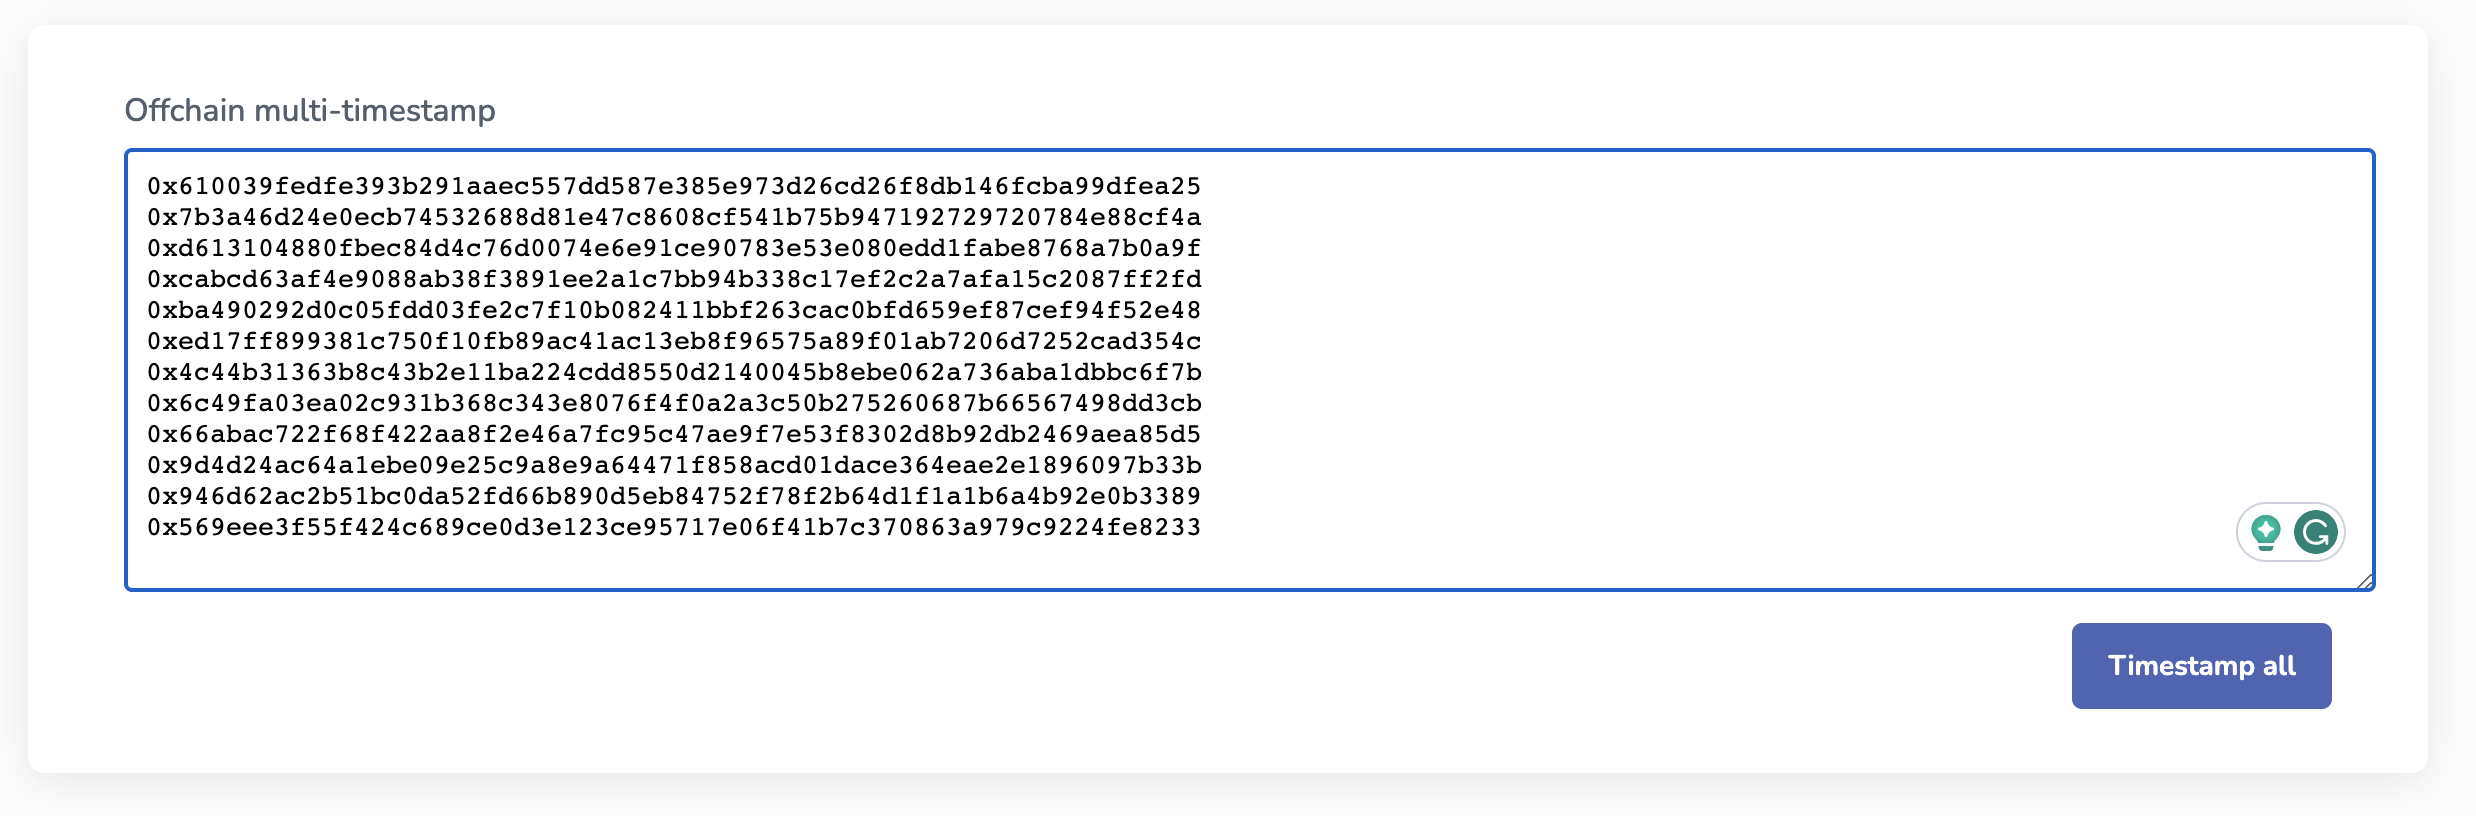 Offchain multi-timestamp
0x610039fedfe393b291aaec557dd587e385e973d26cd26f8db146fcba99dfea25
0x7b3a46d24e0ecb74532688d81e47c8608cf541b75b947192729720784e88cf4a
0xd613104880fbec84d4c76d0074e6e91ce90783e53e080edd1fabe8768a7b0a9f
0xcabcd63af4e9088ab38f3891ee2a1c7bb94b338c17ef2c2a7afa15c2087ff2fd
0xba490292d0c05fdd03fe2c7f10b082411bbf263cac0bfd659ef87cef94f52e48
0xed17ff899381c750f10fb89ac41ac13eb8f96575a89f01ab7206d7252cad354c
0x4c44b31363b8c43b2e11ba224cdd8550d2140045b8ebe062a736aba1dbbc6f7b
0x6c49fa03ea02c931b368c343e8076f4f0a2a3c50b275260687b66567498dd3cb
0x66abac722f68f422aa8f2e46a7fc95c47ae9f7e53f8302d8b92db2469aea85d5
0x9d4d24ac64a1ebe09e25c9a8e9a64471f858acd01dace364eae2e1896097b33b
0x946d62ac2b51bc0da52fd66b890d5eb84752f78f2b64d1f1a1b6a4b92e0b3389
0x569eee3f55f424c689ce0d3e123ce95717e06f41b7c370863a979c9224fe8233
Timestamp all